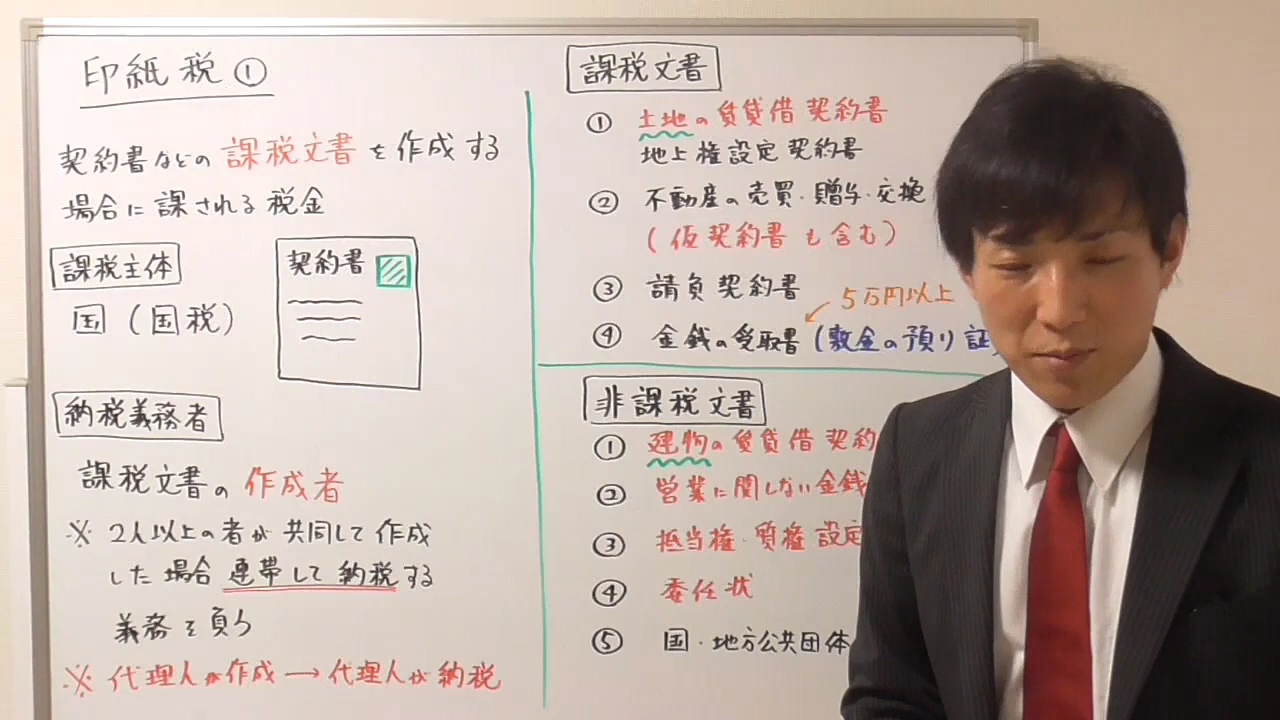 印紙税①
契約書などの課税文書を作成する
場合に課される税金
課税主体
国（国税）
契約書
納税義務者
課税文書の作成者
※ 2人以上の者が共同して作成
した場合 連帯して納税する
義務を負う
※ 代理人が作成→代理人が納税
課税文書
① 土地の賃貸借契約書
地上権設定契約書
② 不動産の売買・贈与・交換
（仮契約書も含む）
③ 請負契約書
5万円以上
④ 金銭の受取書（敷金の預り証）
非課税文書
① 建物の賃貸借契約
② 営業に関しない金銭
③ 抵当権・質権設定
④ 委任状
⑤ 国・地方公共団体